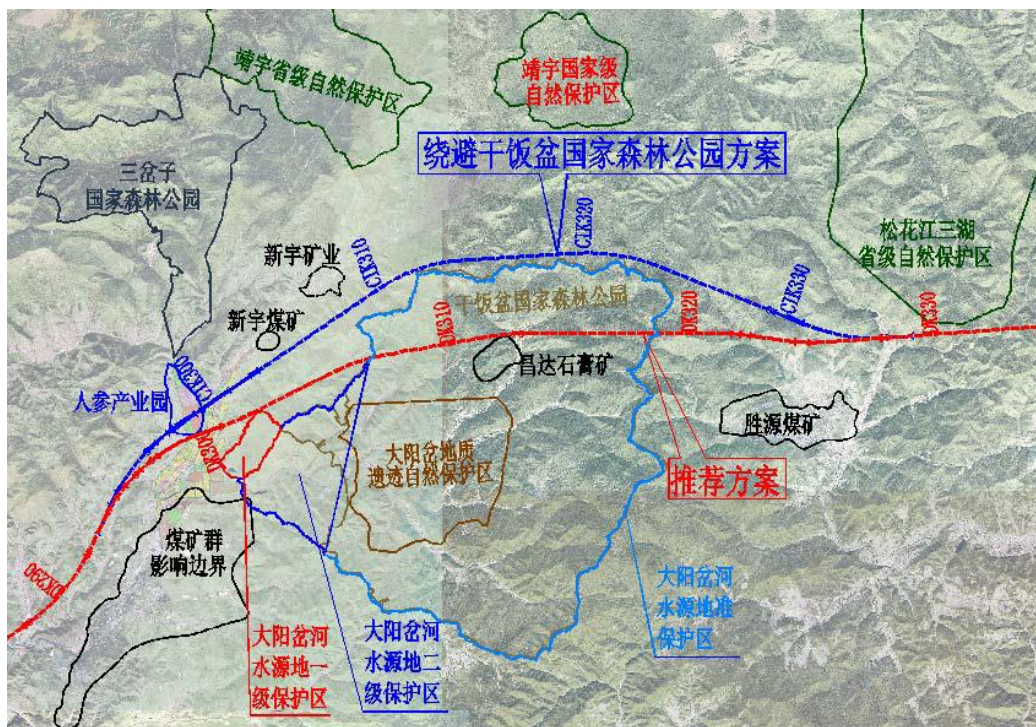 靖宇省级自然保护区
靖宇国家级
自然保护区
绕避干饭盆国家森林公园方案
三岔子
国家森林公园
松花江三湖
省级自然保护区
新宇矿业
C1K310
C1K320
C1K330
干饭盆国家森林公园
新宇煤矿
DK310
DK320
DK330
昌达石膏矿
人参产业园
C1K300
DK300
胜源煤矿
大阳岔地质
遗迹自然保护区
推荐方案
煤矿群
影响边界
DK290
大阳岔河
水源地一
级保护区
大阳岔河
水源地二
级保护区
大阳岔河
水源地准
保护区